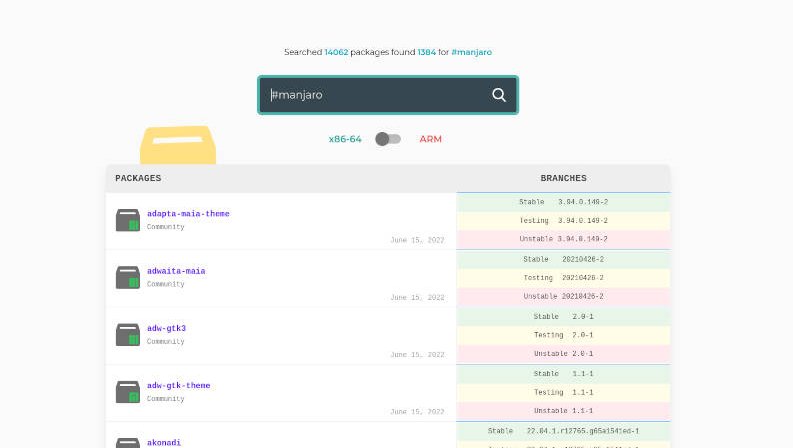 Searched 14062 packages found 1384 for #manjaro
#manjaro
x86-64 ARM
PACKAGES BRANCHES
adapta-maia-theme
Community
June 15, 2022
Stable 3.94.0.149-2
Testing 3.94.0.149-2
Unstable 3.94.0.149-2
adwaita-maia
Community
June 15, 2022
Stable 20210426-2
Testing 20210426-2
Unstable 20210426-2
adw-gtk3
Community
June 15, 2022
Stable 2.0-1
Testing 2.0-1
Unstable 2.0-1
adw-gtk-theme
Community
June 15, 2022
Stable 1.1-1
Testing 1.1-1
Unstable 1.1-1
akonadi
Stable 22.04.1.r12765.g65a1541ed-1